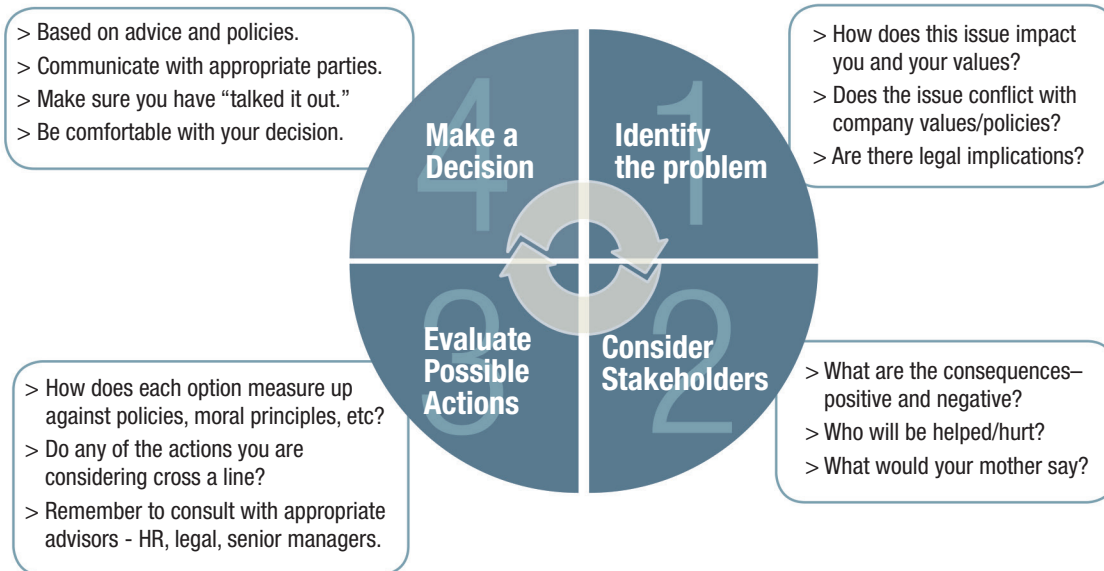 > Based on advice and policies.
> Communicate with appropriate parties.
> Make sure you have “talked it out.”
> Be comfortable with your decision.
4
Make a
Decision
1
Identify
the problem
> How does this issue impact
you and your values?
> Does the issue conflict with
company values/policies?
> Are there legal implications?
> How does each option measure up
against policies, moral principles, etc?
> Do any of the actions you are
considering cross a line?
> Remember to consult with appropriate
advisors - HR, legal, senior managers.
3
Evaluate
Possible
Actions
2
Consider
Stakeholders
> What are the consequences–
positive and negative?
> Who will be helped/hurt?
> What would your mother say?